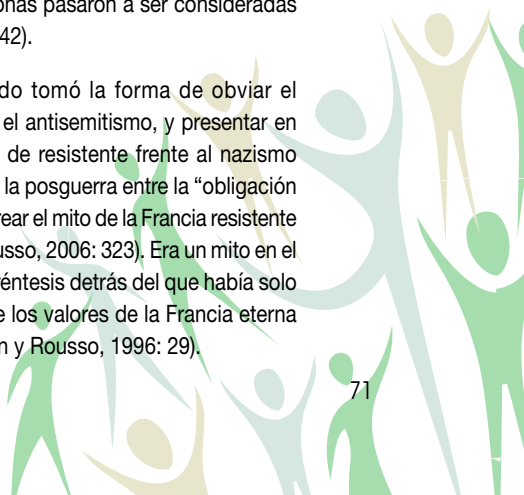 onas pasaron a ser consideradas
42).
do tomó la forma de obviar el
el antisemitismo, y presentar en
de resistente frente al nazismo
la posguerra entre la “obligación
rear el mito de la Francia resistente
usso, 2006: 323). Era un mito en el
réntesis detrás del que había solo
e los valores de la Francia eterna
n y Rousso, 1996: 29).
71